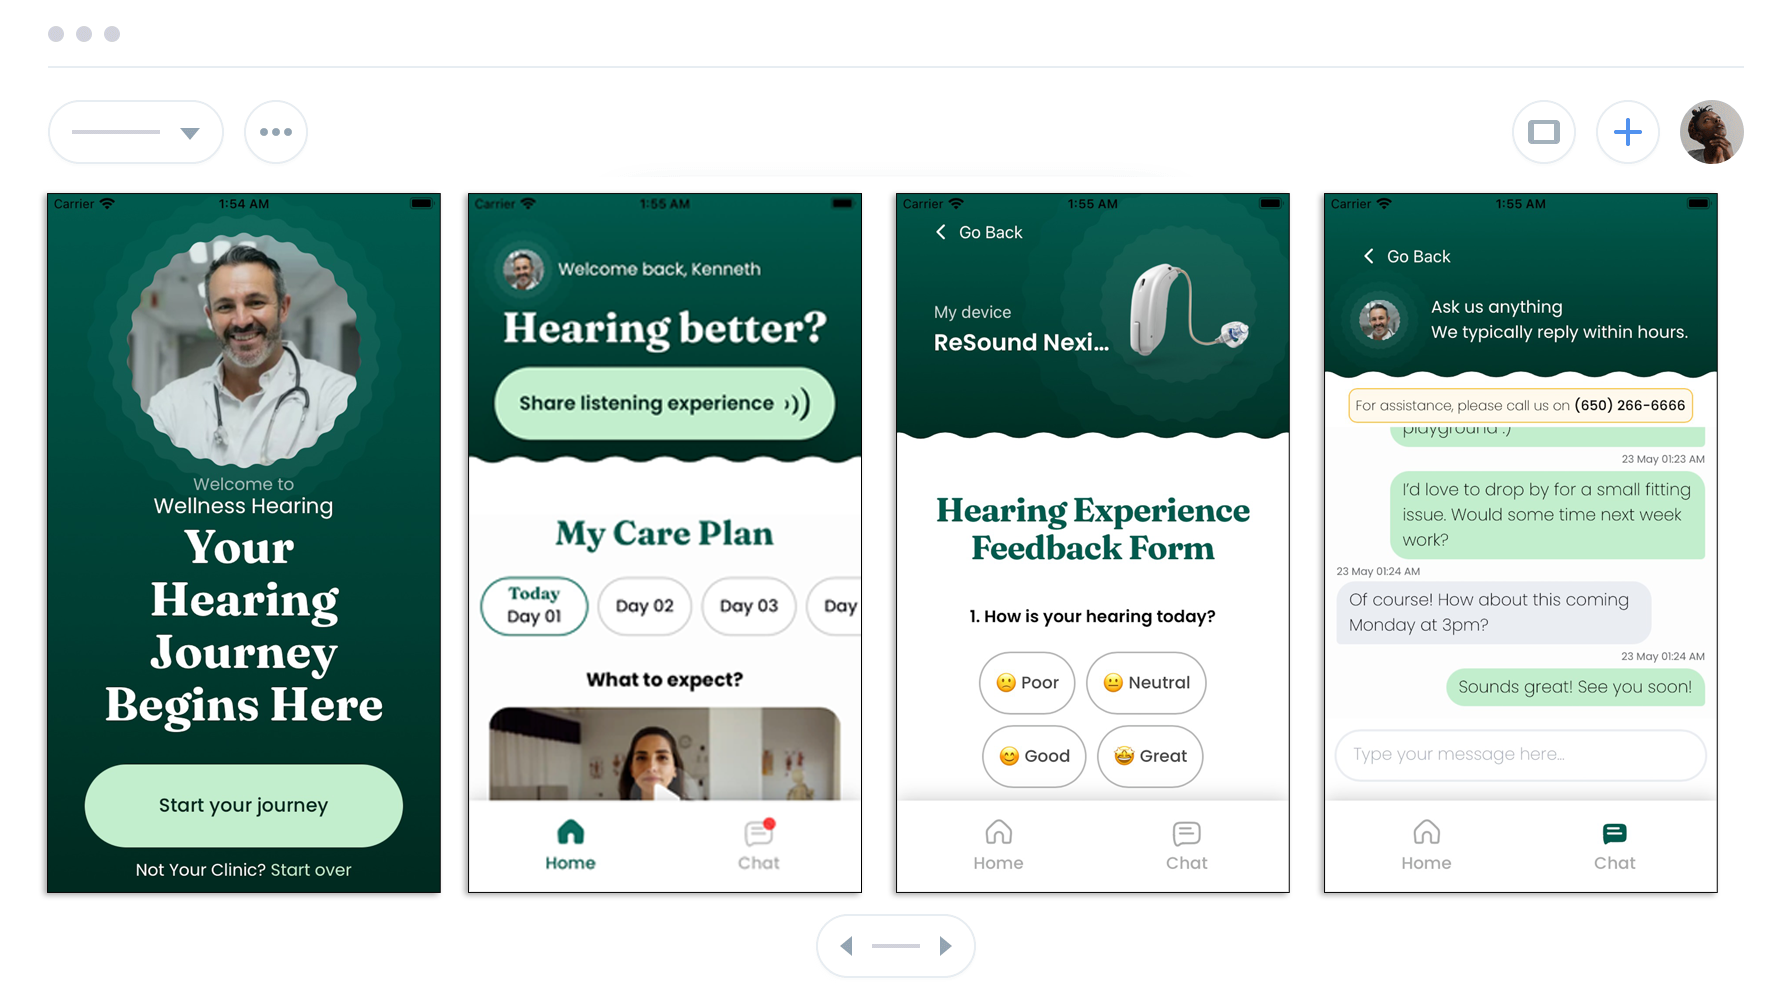 Carrier
1:54 AM
Welcome to
Wellness Hearing
Your
Hearing
Journey
Begins Here
Start your journey
Not Your Clinic? Start over
Carrier
1:55 AM
Welcome back, Kenneth
Hearing better?
Share listening experience
My Care Plan
Today
Day 01
Day 02
Day 03
Day
What to expect?
Home
Chat
Carrier
1:55 AM
Go Back
My device
ReSound Nexi...
Hearing Experience
Feedback Form
1. How is your hearing today?
🙁 Poor
😐 Neutral
😊 Good
🤩 Great
Home
Chat
Carrier
1:55 AM
Go Back
Ask us anything
We typically reply within hours.
For assistance, please call us on (650) 266-6666
playground :)
23 May 01:23 AM
I'd love to drop by for a small fitting
issue. Would some time next week
work?
23 May 01:24 AM
Of course! How about this coming
Monday at 3pm?
23 May 01:24 AM
Sounds great! See you soon!
Type your message here...
Home
Chat